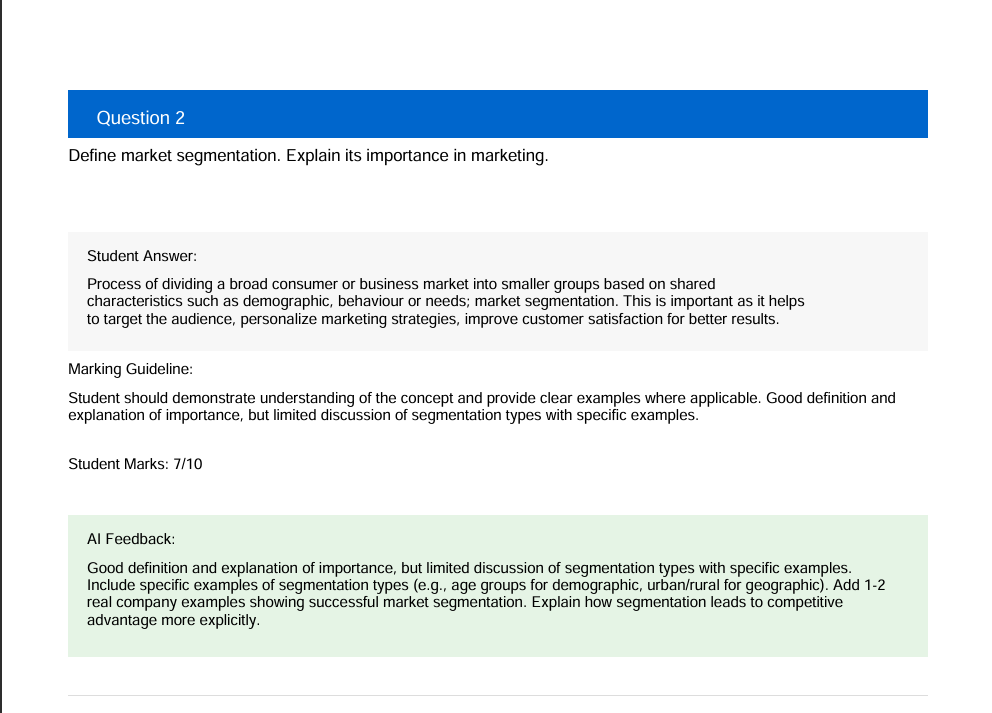 Question 2
Define market segmentation. Explain its importance in marketing.
Student Answer:
Process of dividing a broad consumer or business market into smaller groups based on shared
characteristics such as demographic, behaviour or needs; market segmentation. This is important as it helps
to target the audience, personalize marketing strategies, improve customer satisfaction for better results.
Marking Guideline:
Student should demonstrate understanding of the concept and provide clear examples where applicable. Good definition and
explanation of importance, but limited discussion of segmentation types with specific examples.
Student Marks: 7/10
AI Feedback:
Good definition and explanation of importance, but limited discussion of segmentation types with specific examples.
Include specific examples of segmentation types (e.g., age groups for demographic, urban/rural for geographic). Add 1-2
real company examples showing successful market segmentation. Explain how segmentation leads to competitive
advantage more explicitly.